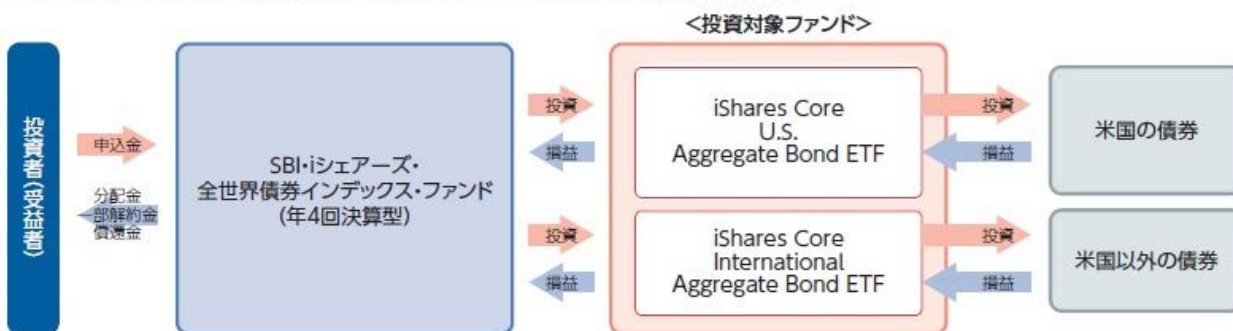 <投資対象ファンド>
投資者(受益者)
申込金
分配金
一部解約金
償還金
SBI・iシェアーズ・
全世界債券インデックス・ファンド
(年4回決算型)
投資
損益
iShares Core
U.S.
Aggregate Bond ETF
投資
損益
米国の債券
投資
損益
iShares Core
International
Aggregate Bond ETF
投資
損益
米国以外の債券